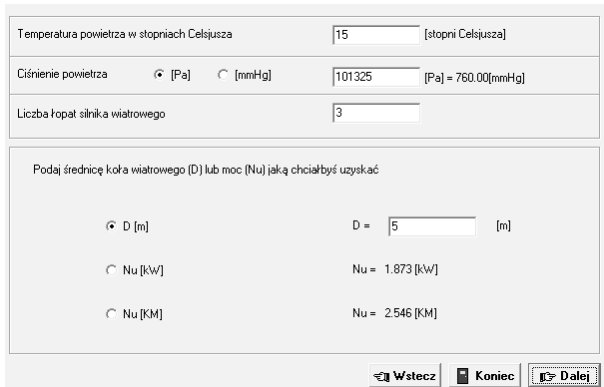 Temperatura powietrza w stopniach Celsjusza 15 [stopni Celsjusza]
Ciśnienie powietrza [Pa] [mmHg] 101325 [Pa] = 760.00[mmHg]
Liczba łopat silnika wiatrowego 3
Podaj średnicę koła wiatrowego (D) lub moc (Nu) jaką chciałbyś uzyskać
D [m] D = 5 [m]
Nu [kW] Nu = 1.873 [kW]
Nu [KM] Nu = 2.546 [KM]
Wstecz Koniec Dalej